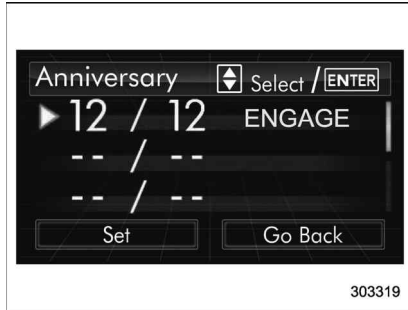 Anniversary Select / ENTER
12 / 12 ENGAGE
-- / --
-- / --
Set Go Back
303319